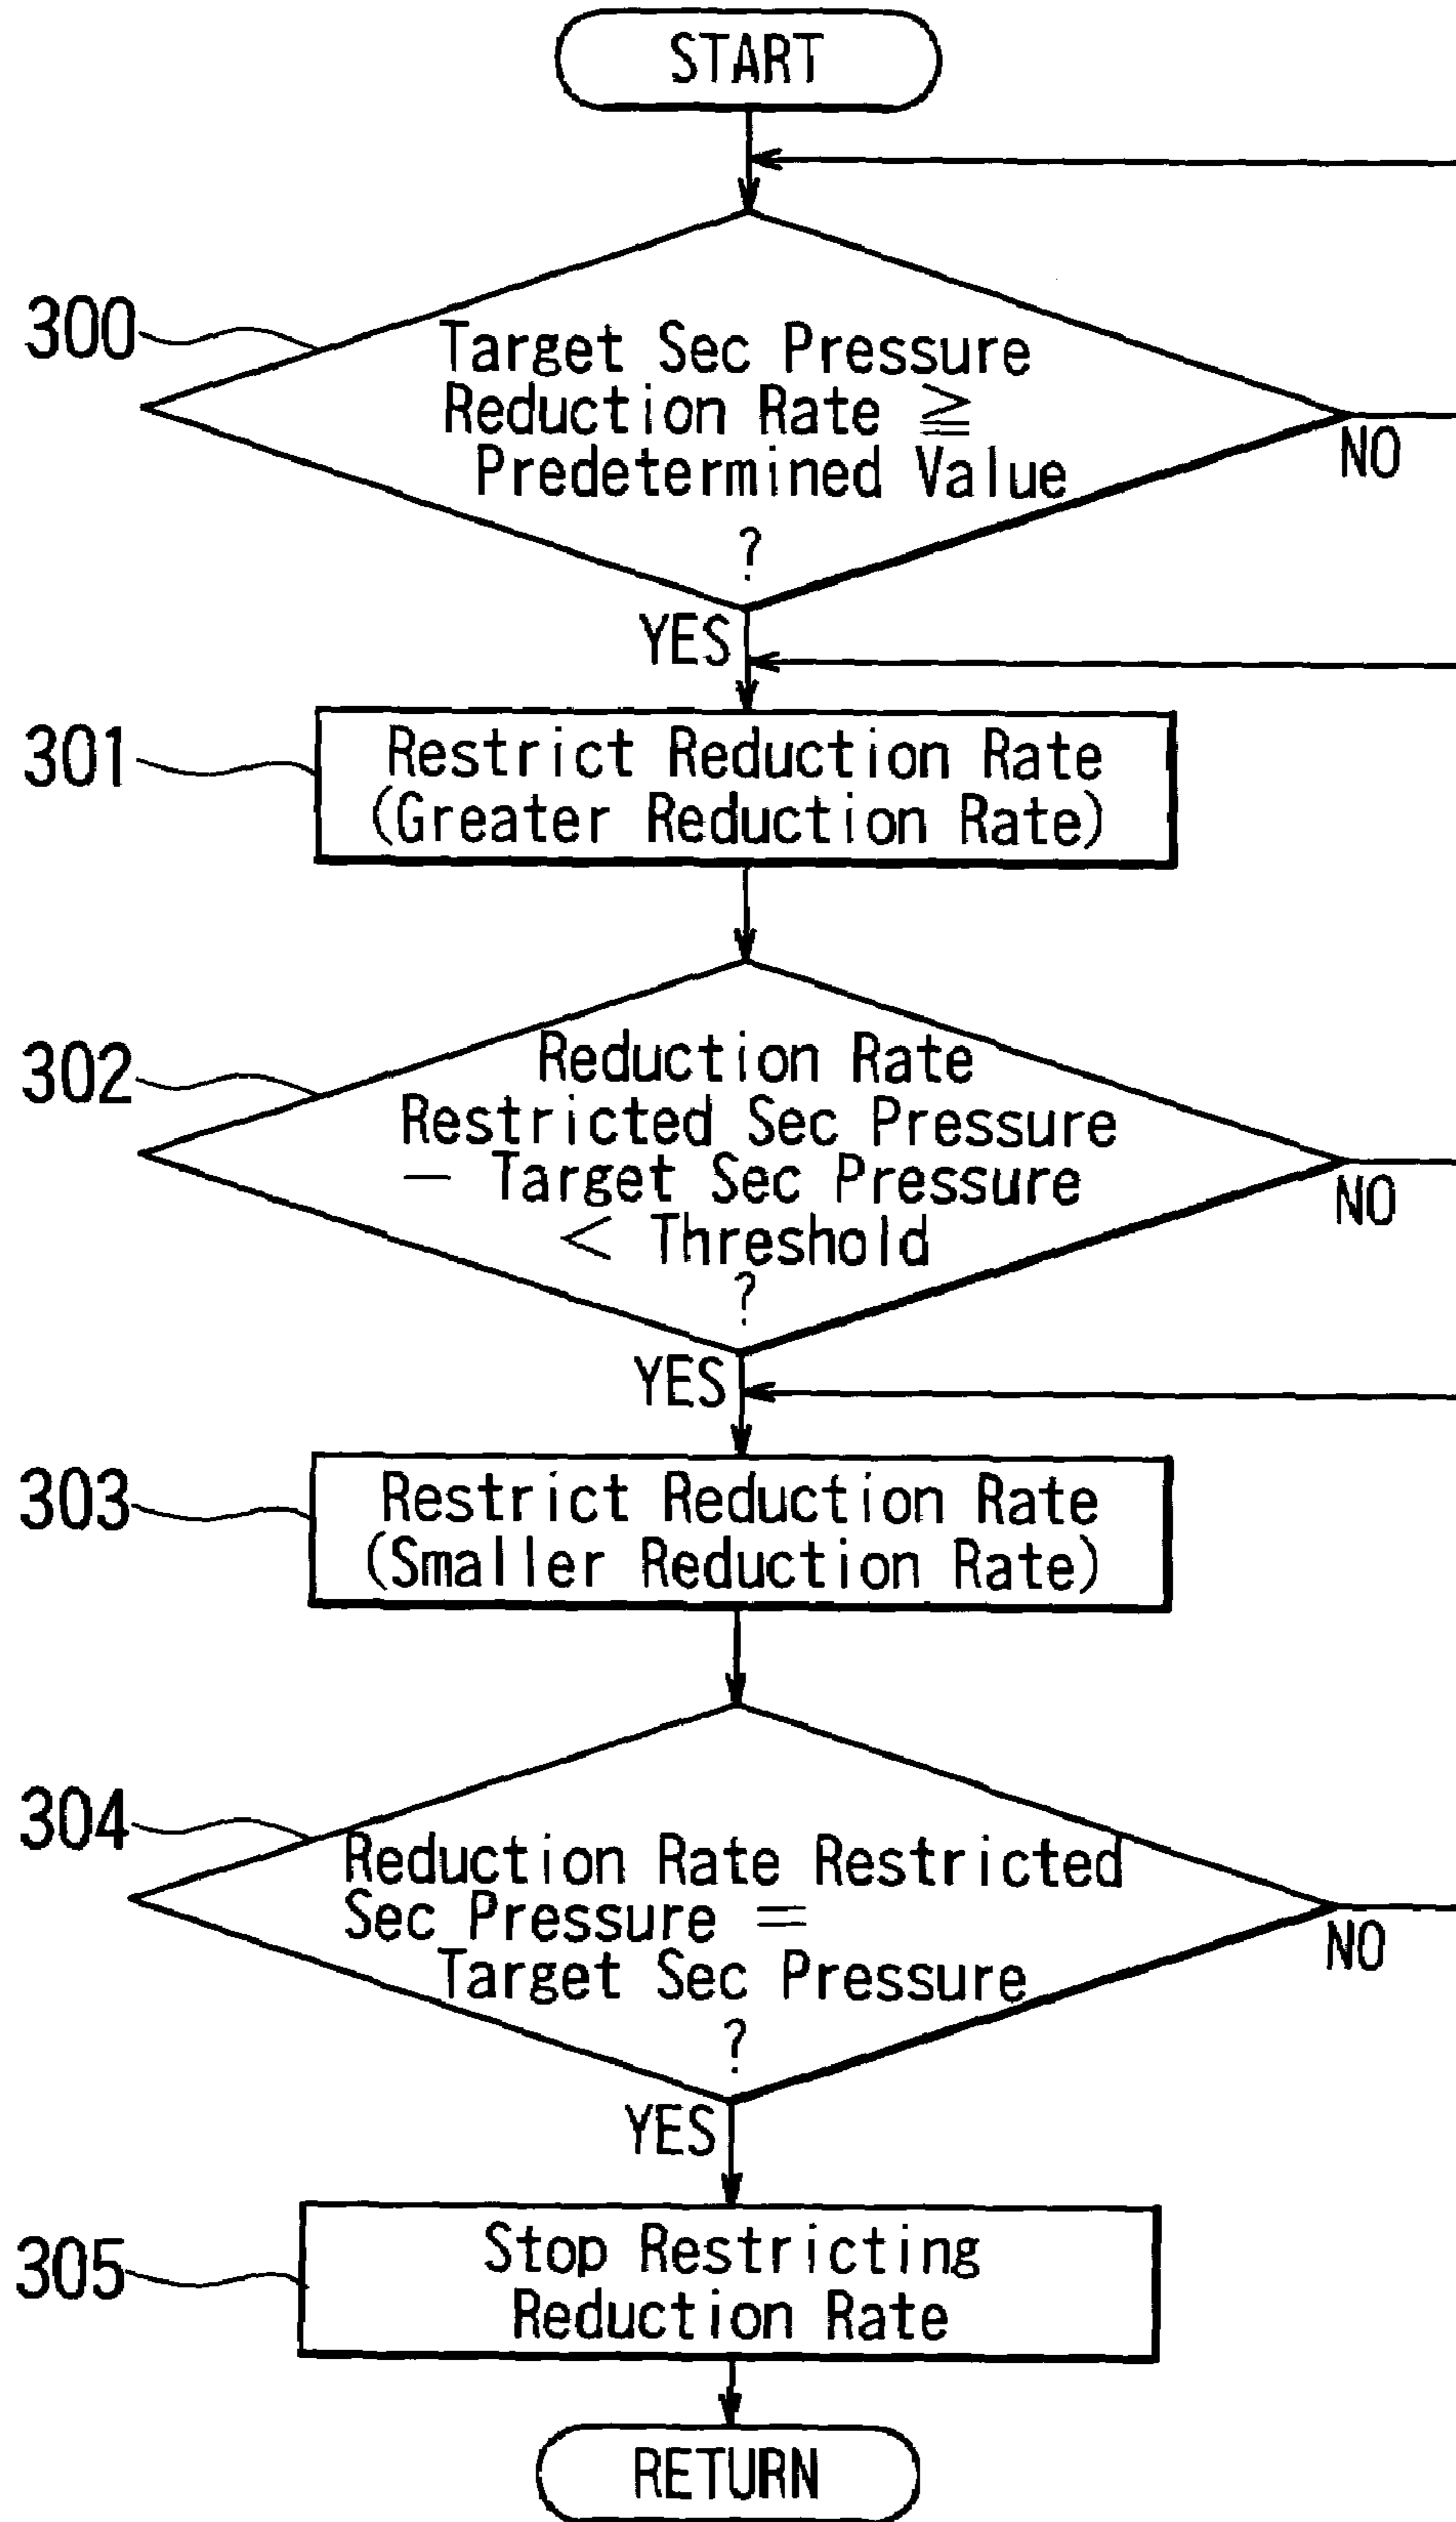 START
300
Target Sec Pressure
Reduction Rate ≧
Predetermined Value
?
NO
YES
301
Restrict Reduction Rate
(Greater Reduction Rate)
302
Reduction Rate
Restricted Sec Pressure
− Target Sec Pressure
< Threshold
?
NO
YES
303
Restrict Reduction Rate
(Smaller Reduction Rate)
304
Reduction Rate Restricted
Sec Pressure =
Target Sec Pressure
?
NO
YES
305
Stop Restricting
Reduction Rate
RETURN